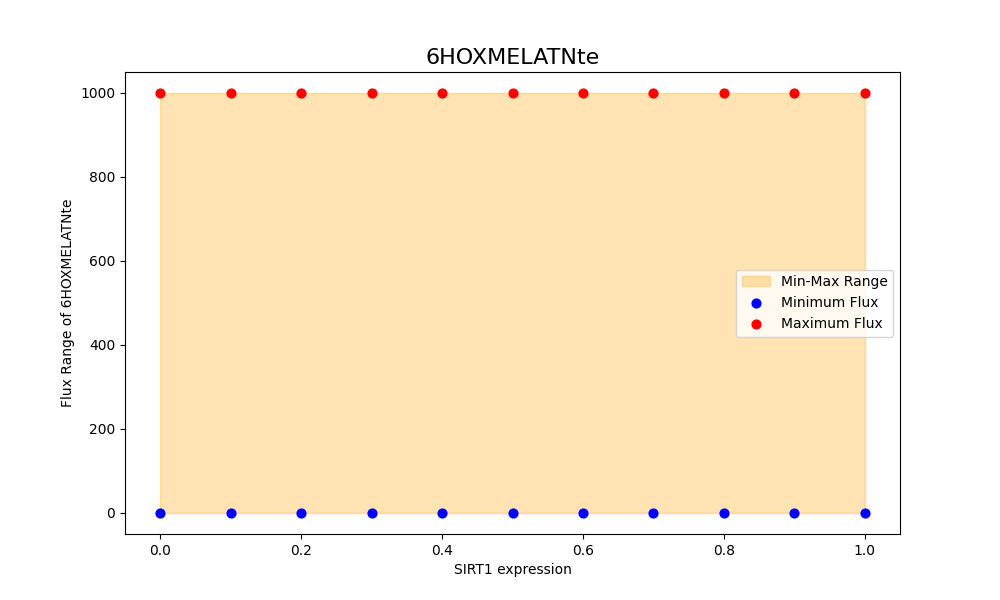 6HOXMELATNte
1000
800
600
400
200
0
Flux Range of 6HOXMELATNte
Min-Max Range
Minimum Flux
Maximum Flux
0.0 0.2 0.4 0.6 0.8 1.0
SIRT1 expression